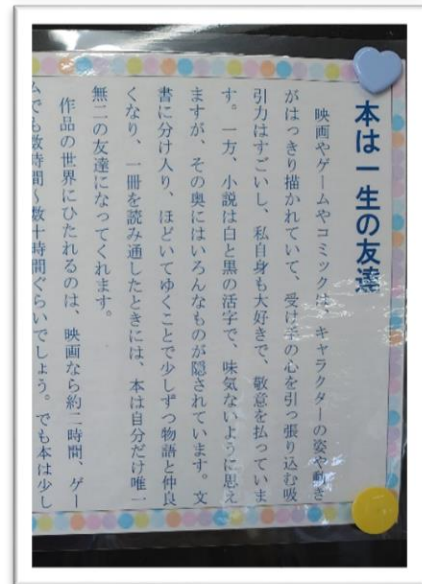 本は一生の友達
映画やゲームやコミックは、キャラクターの姿や動き
がはっきり描かれていて、受け手の心を引っ張り込む吸
引力はすごいし、私自身も大好きで、敬意を払っていま
す。一方、小説は白と黒の活字で、味気ないように思え
ますが、その奥にはいろんなものが隠されています。文
書に分け入り、ほどいてゆくことで少しずつ物語と仲良
くなり、一冊を読み通したときには、本は自分だけ唯一
無二の友達になってくれます。
作品の世界にひたれるのは、映画なら約二時間、ゲー
ムでも数時間～数十時間ぐらいでしょう。でも本は少し